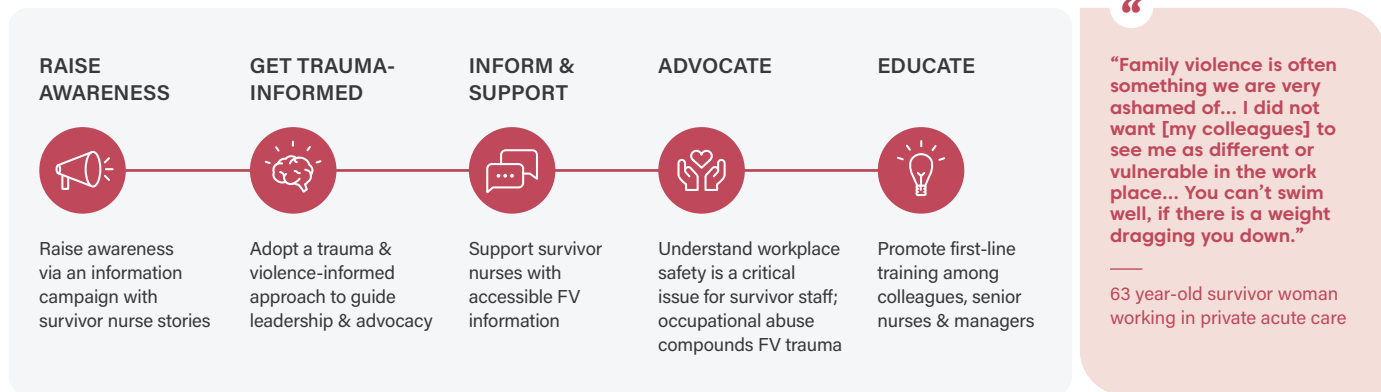 RAISE
AWARENESS
Raise awareness
via an information
campaign with
survivor nurse stories
GET TRAUMA-
INFORMED
Adopt a trauma &
violence-informed
approach to guide
leadership & advocacy
INFORM &
SUPPORT
Support survivor
nurses with
accessible FV
information
ADVOCATE
Understand workplace
safety is a critical
issue for survivor staff;
occupational abuse
compounds FV trauma
EDUCATE
Promote first-line
training among
colleagues, senior
nurses & managers
“
“Family violence is often
something we are very
ashamed of... I did not
want [my colleagues] to
see me as different or
vulnerable in the work
place... You can’t swim
well, if there is a weight
dragging you down.”
63 year-old survivor woman
working in private acute care